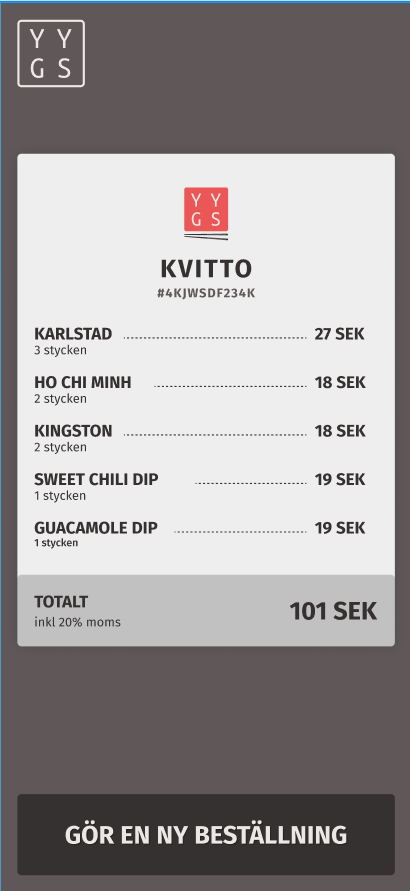 Y Y
G S
Y Y
G S
KVITTO
#4KJWSDF234K
KARLSTAD 27 SEK
3 stycken
HO CHI MINH 18 SEK
2 stycken
KINGSTON 18 SEK
2 stycken
SWEET CHILI DIP 19 SEK
1 stycken
GUACAMOLE DIP 19 SEK
1 stycken
TOTALT
inkl 20% moms
101 SEK
GÖR EN NY BESTÄLLNING